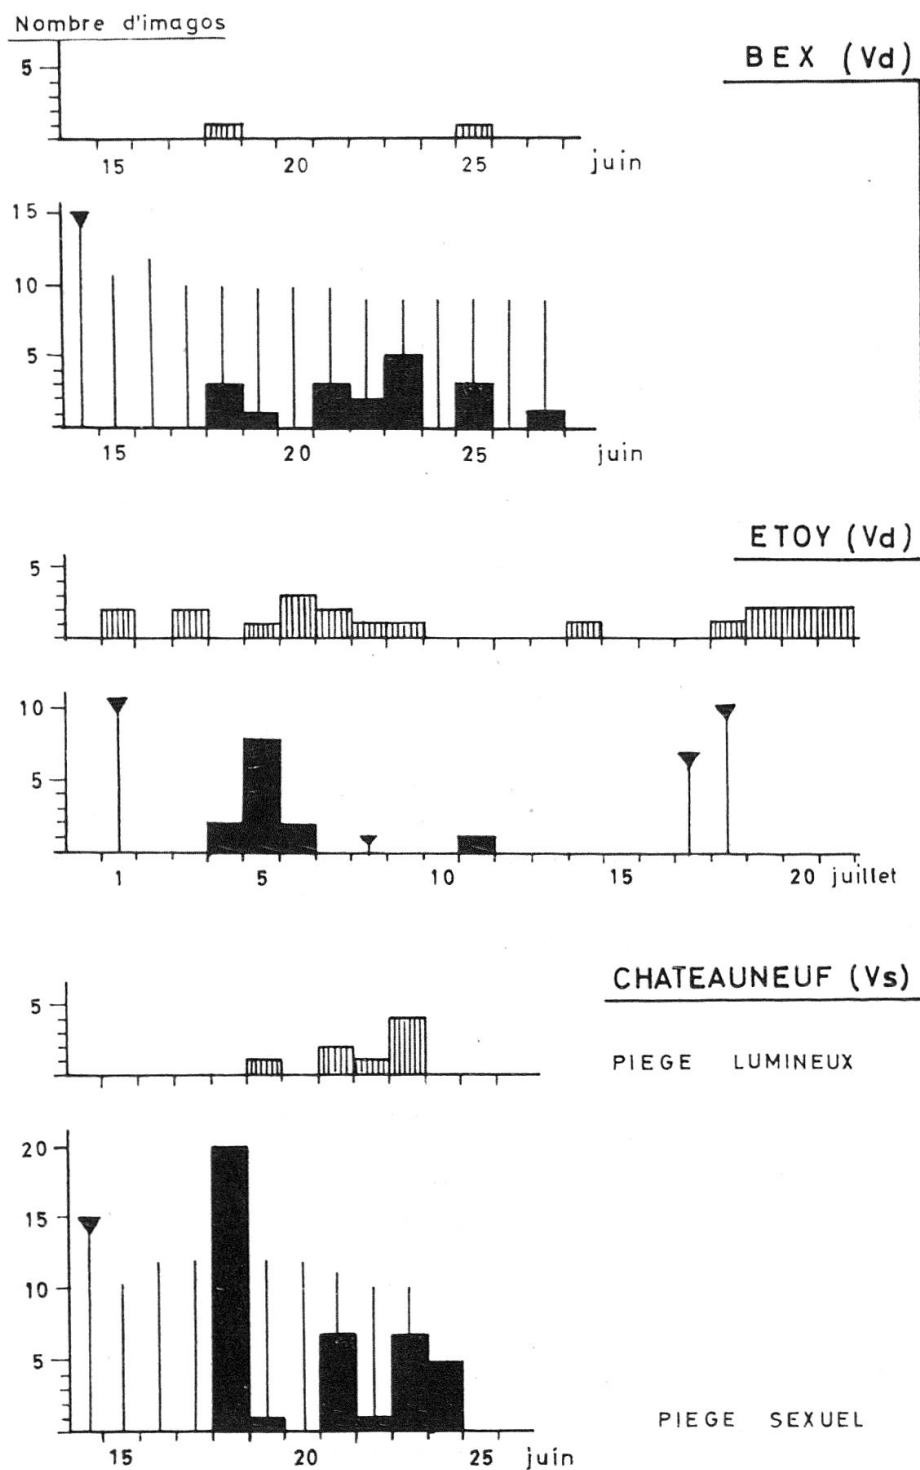 Nombre d'imagos
BEX (Vd)
5
15 20 25 juin
15
10
5
15 20 25 juin
ETOY (Vd)
5
10
5
1 5 10 15 20 juillet
CHATEAUNEUF (Vs)
5
PIEGE LUMINEUX
20
15
10
5
PIEGE SEXUEL
15 20 25 juin